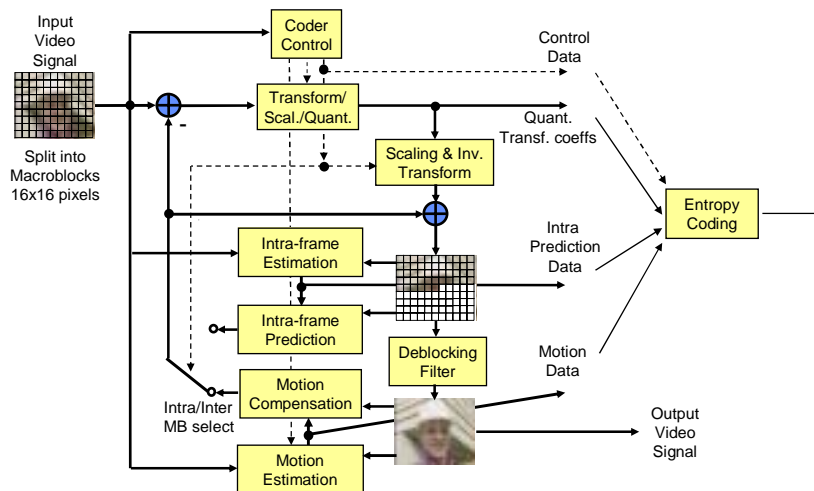 Input
Video
Signal
Coder
Control
Control
Data
Transform/
Scal./Quant.
-
Quant.
Transf. coeffs
Split into
Macroblocks
16x16 pixels
Scaling & Inv.
Transform
Entropy
Coding
Intra-frame
Estimation
Intra
Prediction
Data
Intra-frame
Prediction
Deblocking
Filter
Motion
Data
Motion
Compensation
Intra/Inter
MB select
Output
Video
Signal
Motion
Estimation